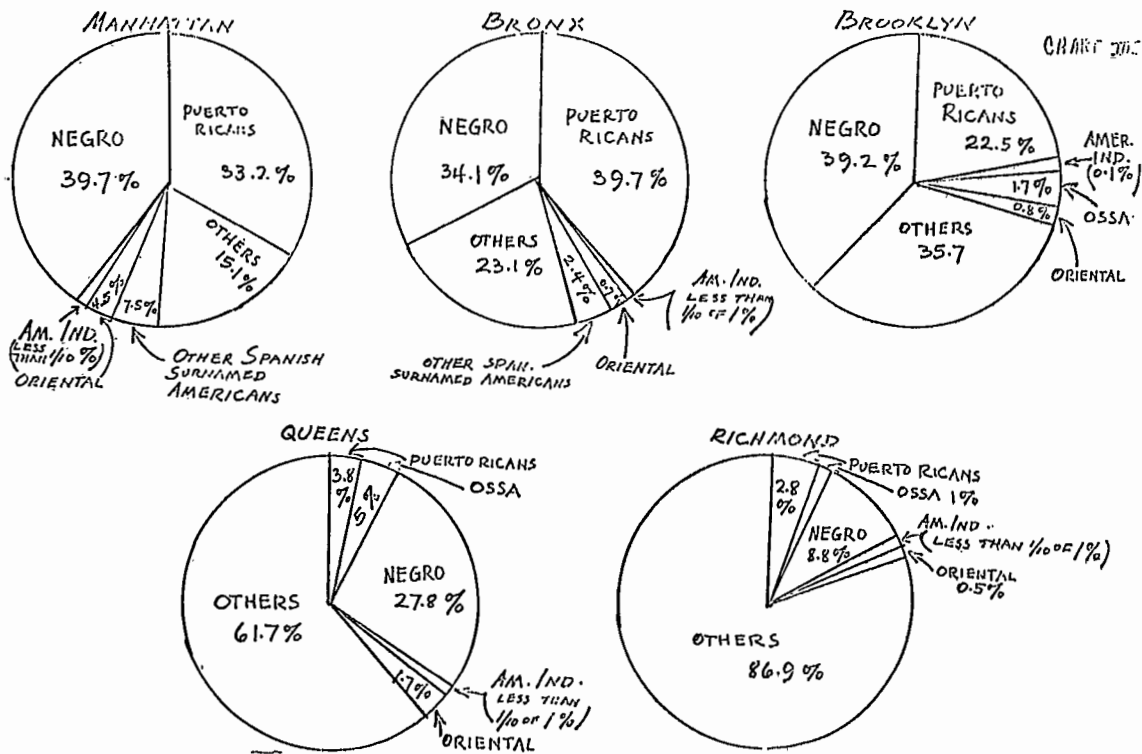 MANHATTAN
PUERTO
RICANS
33.2%
NEGRO
39.7%
OTHERS
15.1%
4.5%
7.5%
AM. IND.
(LESS
THAN 1/10 %)
ORIENTAL
OTHER SPANISH
SURNAMED
AMERICANS
BRONX
NEGRO
34.1%
PUERTO
RICANS
39.7%
OTHERS
23.1%
2.4%
0.7%
AM. IND.
(LESS THAN
1/10 OF 1%)
ORIENTAL
OTHER SPAN.
SURNAMED AMERICANS
BROOKLYN
CHART
PUERTO
RICANS
22.5%
NEGRO
39.2%
AMER.
IND.
(0.1%)
1.7%
OSSA
0.8%
OTHERS
35.7
ORIENTAL
QUEENS
PUERTO RICANS
OSSA
3.8
%
5%
NEGRO
27.8%
OTHERS
61.7%
1.7%
AM. IND.
(LESS THAN
1/10 OF 1%)
ORIENTAL
RICHMOND
PUERTO RICANS
OSSA 1%
2.8
%
NEGRO
8.8%
AM. IND.
(LESS THAN 1/10 OF 1%)
ORIENTAL
0.5%
OTHERS
86.9%